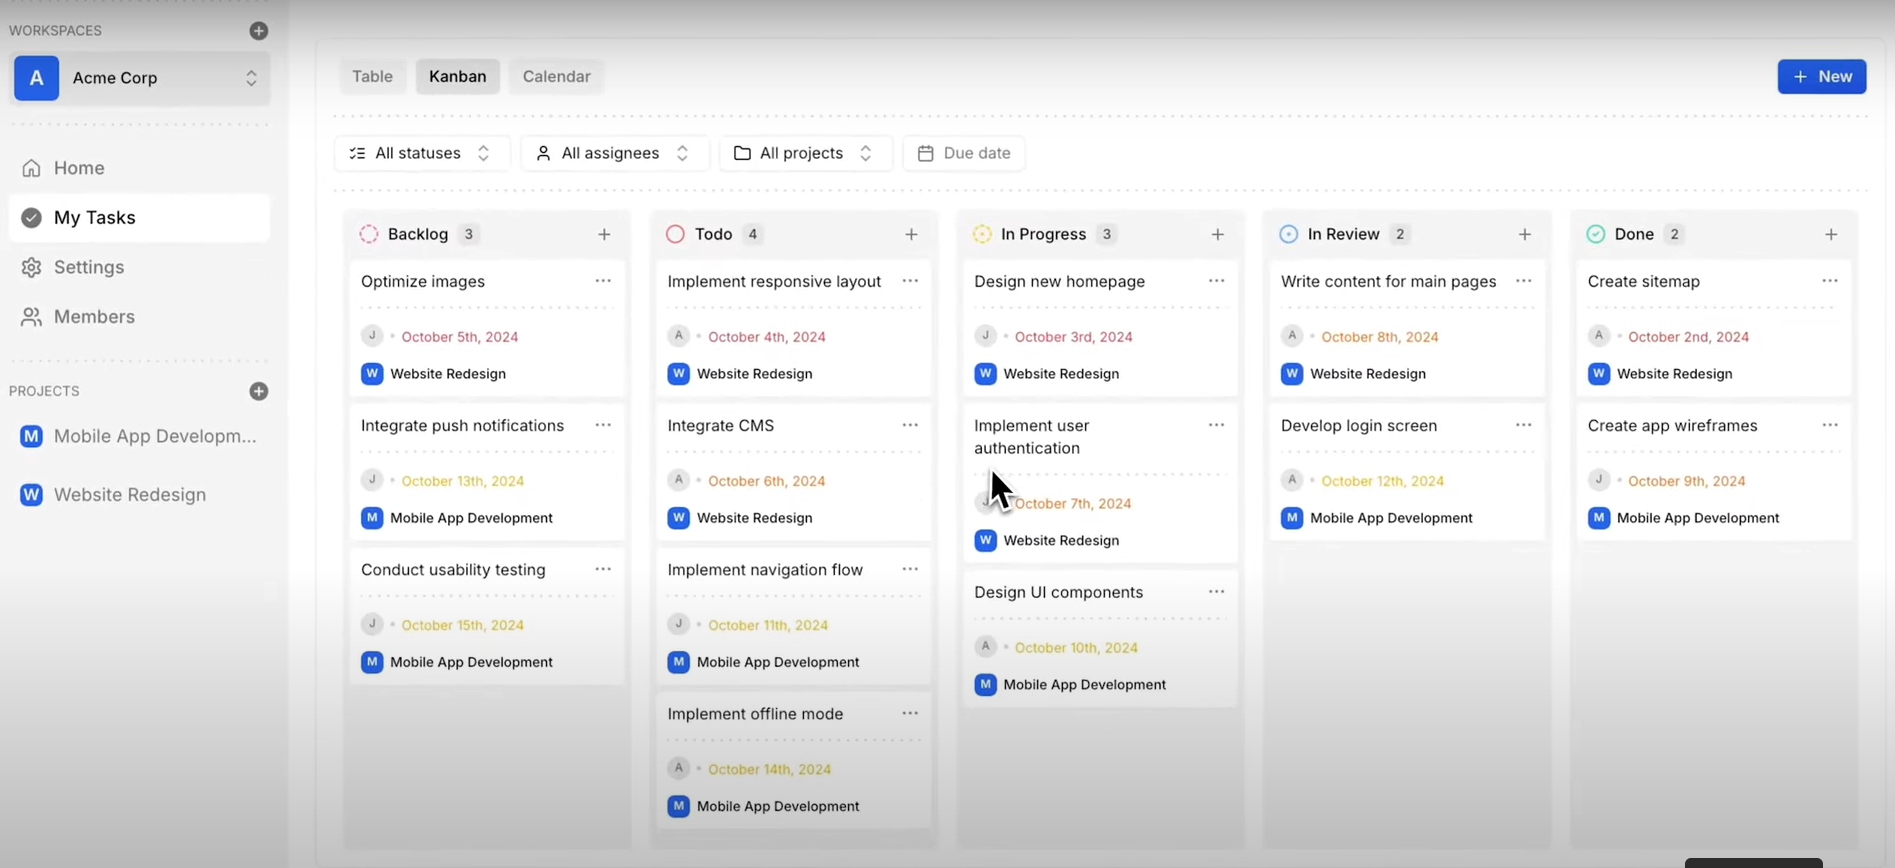 WORKSPACES
A Acme Corp
Home
My Tasks
Settings
Members
PROJECTS
M Mobile App Developm...
W Website Redesign
Table Kanban Calendar
+ New
All statuses All assignees All projects Due date
Backlog 3 +
Optimize images ...
J • October 5th, 2024
W Website Redesign
Integrate push notifications ...
J • October 13th, 2024
M Mobile App Development
Conduct usability testing ...
J • October 15th, 2024
M Mobile App Development
Todo 4 +
Implement responsive layout ...
A • October 4th, 2024
W Website Redesign
Integrate CMS ...
A • October 6th, 2024
W Website Redesign
Implement navigation flow ...
J • October 11th, 2024
M Mobile App Development
Implement offline mode ...
A • October 14th, 2024
M Mobile App Development
In Progress 3 +
Design new homepage ...
J • October 3rd, 2024
W Website Redesign
Implement user ...
authentication
J October 7th, 2024
W Website Redesign
Design UI components ...
A • October 10th, 2024
M Mobile App Development
In Review 2 +
Write content for main pages ...
A • October 8th, 2024
W Website Redesign
Develop login screen ...
A • October 12th, 2024
M Mobile App Development
Done 2 +
Create sitemap ...
A • October 2nd, 2024
W Website Redesign
Create app wireframes ...
J • October 9th, 2024
M Mobile App Development